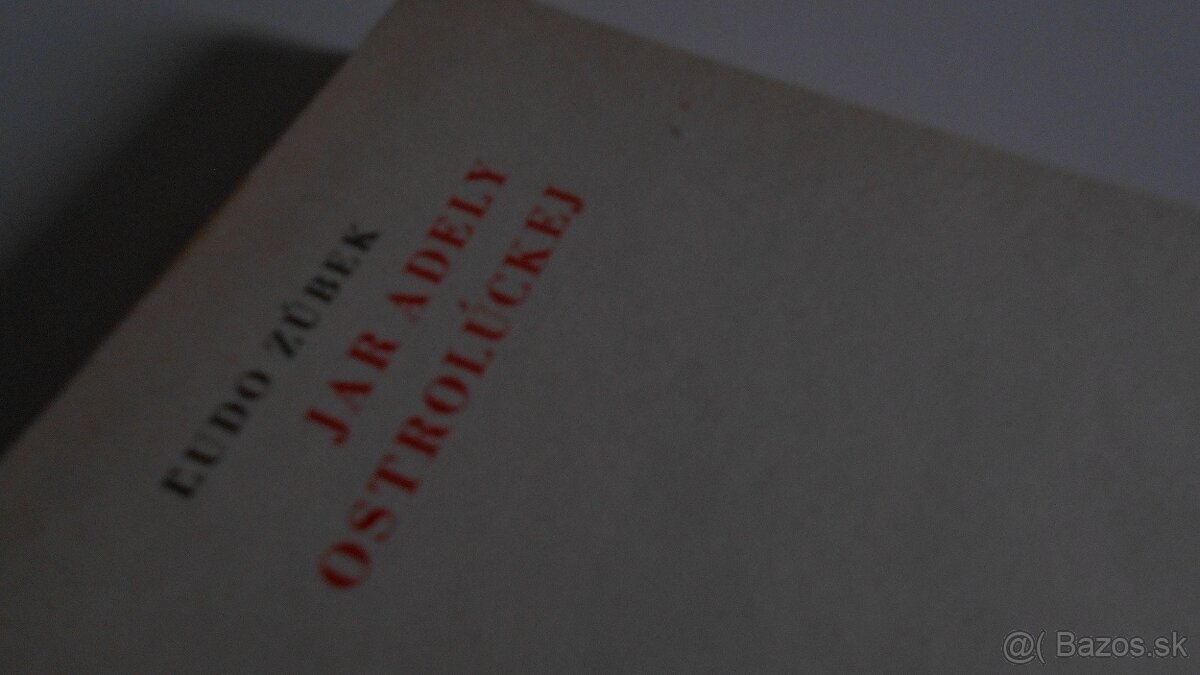 ĽUDO ZÚBEK
JAR ADELY
OSTROLÚCKEJ
@( Bazos.sk